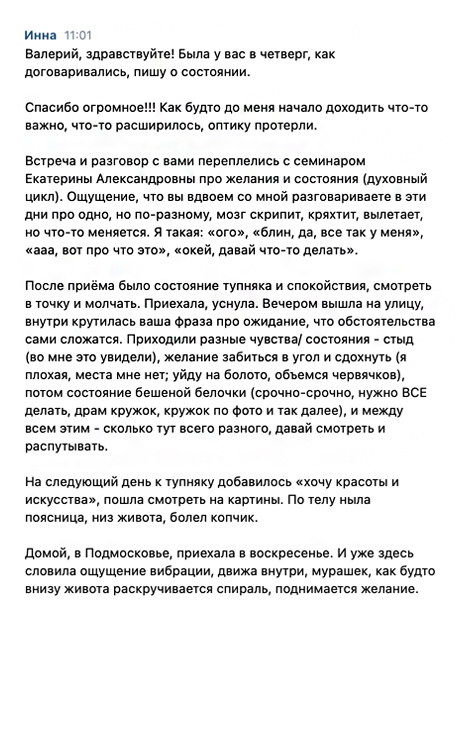 Инна 11:01
Валерий, здравствуйте! Была у вас в четверг, как
договаривались, пишу о состоянии.
Спасибо огромное!!! Как будто до меня начало доходить что-то
важно, что-то расширилось, оптику протерли.
Встреча и разговор с вами переплелись с семинаром
Екатерины Александровны про желания и состояния (духовный
цикл). Ощущение, что вы вдвоем со мной разговариваете в эти
дни про одно, но по-разному, мозг скрипит, кряхтит, вылетает,
но что-то меняется. Я такая: «ого», «блин, да, все так у меня»,
«ааа, вот про что это», «окей, давай что-то делать».
После приёма было состояние тупняка и спокойствия, смотреть
в точку и молчать. Приехала, уснула. Вечером вышла на улицу,
внутри крутилась ваша фраза про ожидание, что обстоятельства
сами сложатся. Приходили разные чувства/ состояния - стыд
(во мне это увидели), желание забиться в угол и сдохнуть (я
плохая, места мне нет; уйду на болото, объемся червячков),
потом состояние бешеной белочки (срочно-срочно, нужно ВСЕ
делать, драм кружок, кружок по фото и так далее), и между
всем этим - сколько тут всего разного, давай смотреть и
распутывать.
На следующий день к тупняку добавилось «хочу красоты и
искусства», пошла смотреть на картины. По телу ныла
поясница, низ живота, болел копчик.
Домой, в Подмосковье, приехала в воскресенье. И уже здесь
словила ощущение вибрации, движа внутри, мурашек, как будто
внизу живота раскручивается спираль, поднимается желание.